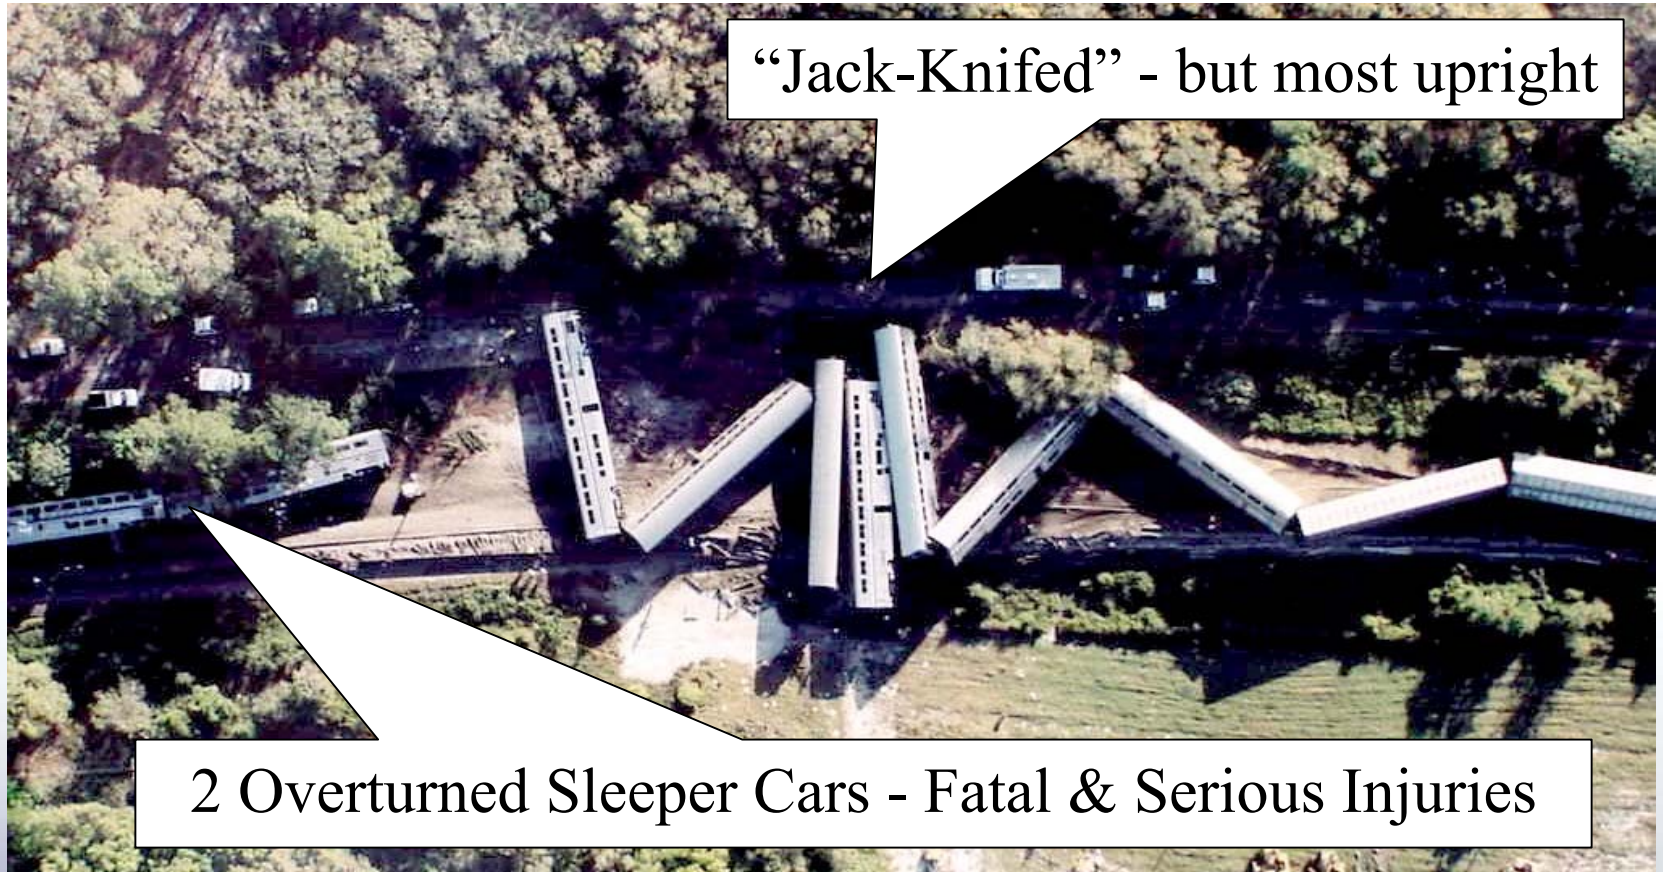 “Jack-Knifed” - but most upright
2 Overturned Sleeper Cars - Fatal & Serious Injuries